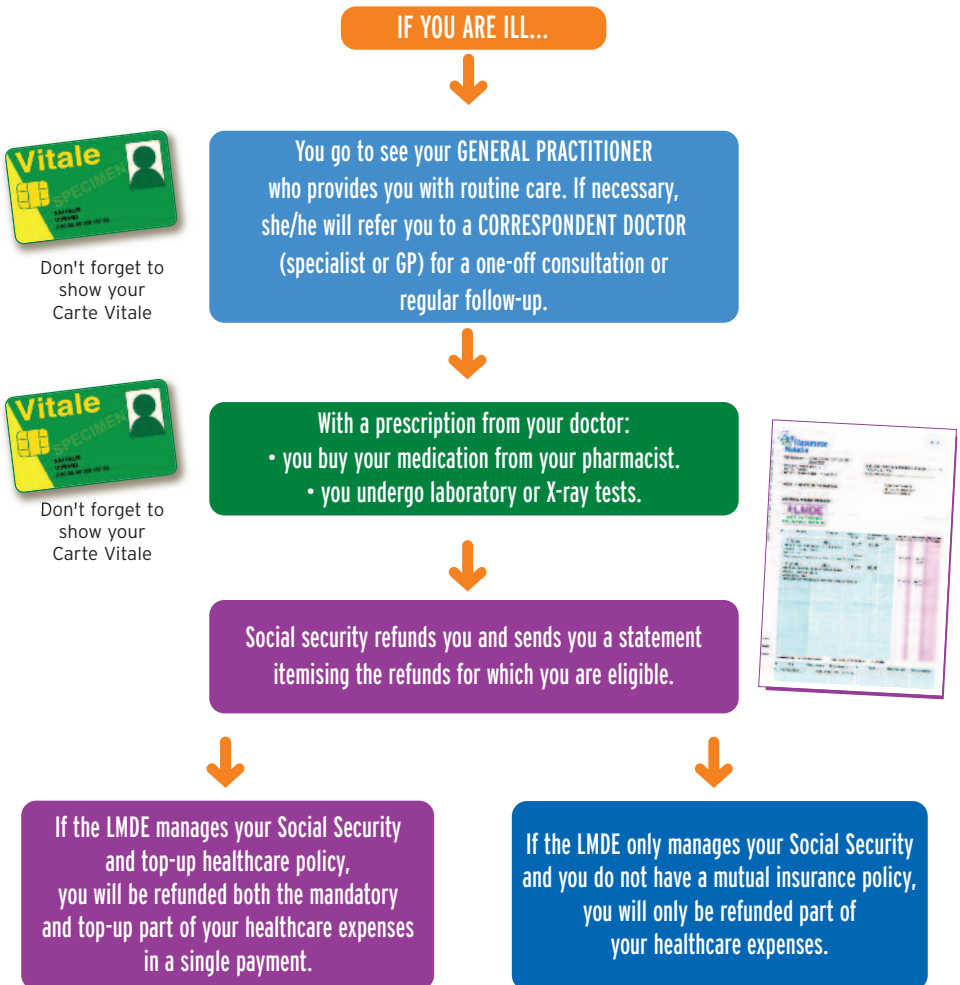 IF YOU ARE ILL...
Vitale
SPECIMEN
Don't forget to
show your
Carte Vitale
You go to see your GENERAL PRACTITIONER
who provides you with routine care. If necessary,
she/he will refer you to a CORRESPONDENT DOCTOR
(specialist or GP) for a one-off consultation or
regular follow-up.
Vitale
SPECIMEN
Don't forget to
show your
Carte Vitale
With a prescription from your doctor:
• you buy your medication from your pharmacist.
• you undergo laboratory or X-ray tests.
LMDE
Social security refunds you and sends you a statement
itemising the refunds for which you are eligible.
If the LMDE manages your Social Security
and top-up healthcare policy,
you will be refunded both the mandatory
and top-up part of your healthcare expenses
in a single payment.
If the LMDE only manages your Social Security
and you do not have a mutual insurance policy,
you will only be refunded part of
your healthcare expenses.